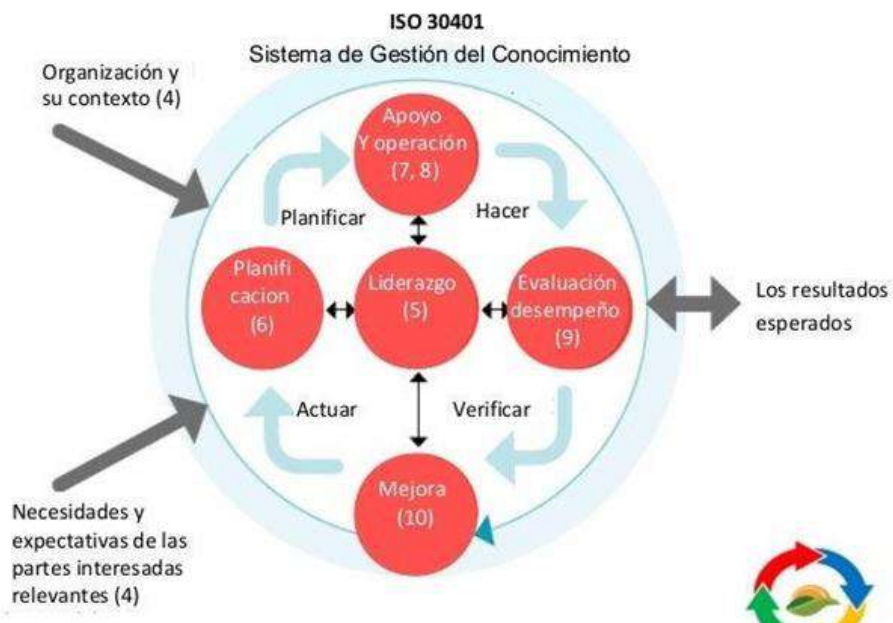 ISO 30401
Sistema de Gestión del Conocimiento
Organización y
su contexto (4)
Apoyo
Y operación
(7, 8)
Planificar
Hacer
Planifi
cacion
(6)
Liderazgo
(5)
Evaluación
desempeño
(9)
Los resultados
esperados
Actuar
Verificar
Mejora
(10)
Necesidades y
expectativas de las
partes interesadas
relevantes (4)